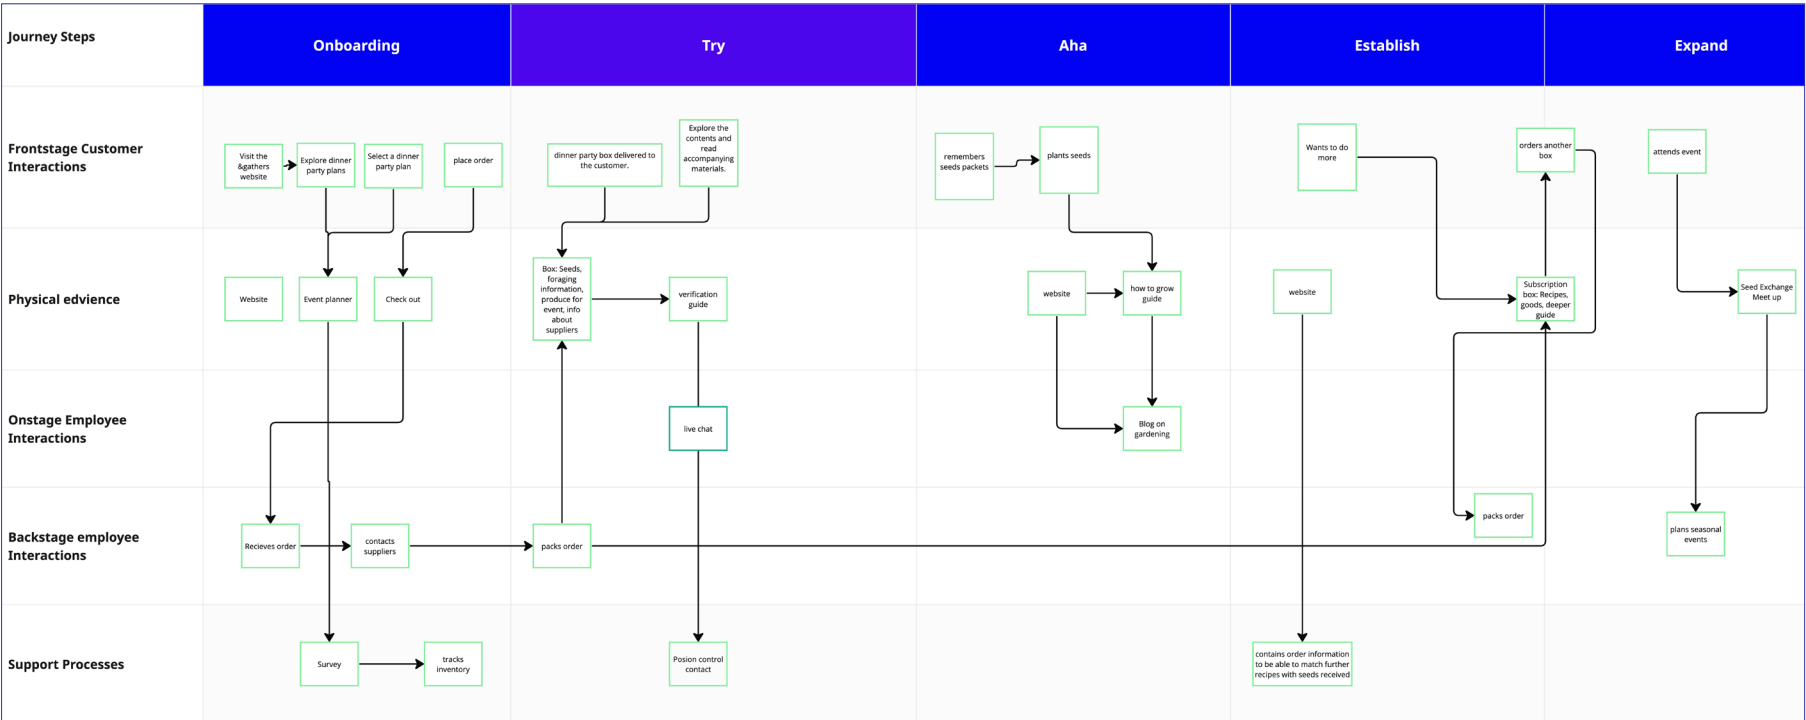 Journey Steps
Onboarding
Try
Aha
Establish
Expand
Frontstage Customer
Interactions
Visit the
&gathers
website
Explore dinner
party plans
Select a dinner
party plan
place order
dinner party box delivered to
the customer.
Explore the
contents and
read
accompanying
materials.
remembers
seeds packets
plants seeds
Wants to do
more
orders another
box
attends event
Physical edvience
Website
Event planner
Check out
Box: Seeds,
foraging
information,
produce for
event, info
about
suppliers
verification
guide
website
how to grow
guide
website
Subscription
box: Recipes,
goods, deeper
guide
Seed Exchange
Meet up
Onstage Employee
Interactions
live chat
Blog on
gardening
Backstage employee
Interactions
Recieves order
contacts
suppliers
packs order
packs order
plans seasonal
events
Support Processes
Survey
tracks
inventory
Posion control
contact
contains order information
to be able to match further
recipes with seeds received